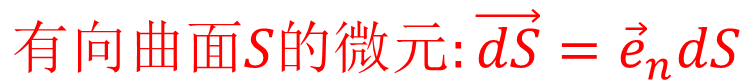 有向曲面S的微元: $\overrightarrow{dS} = \vec{e}_n dS$